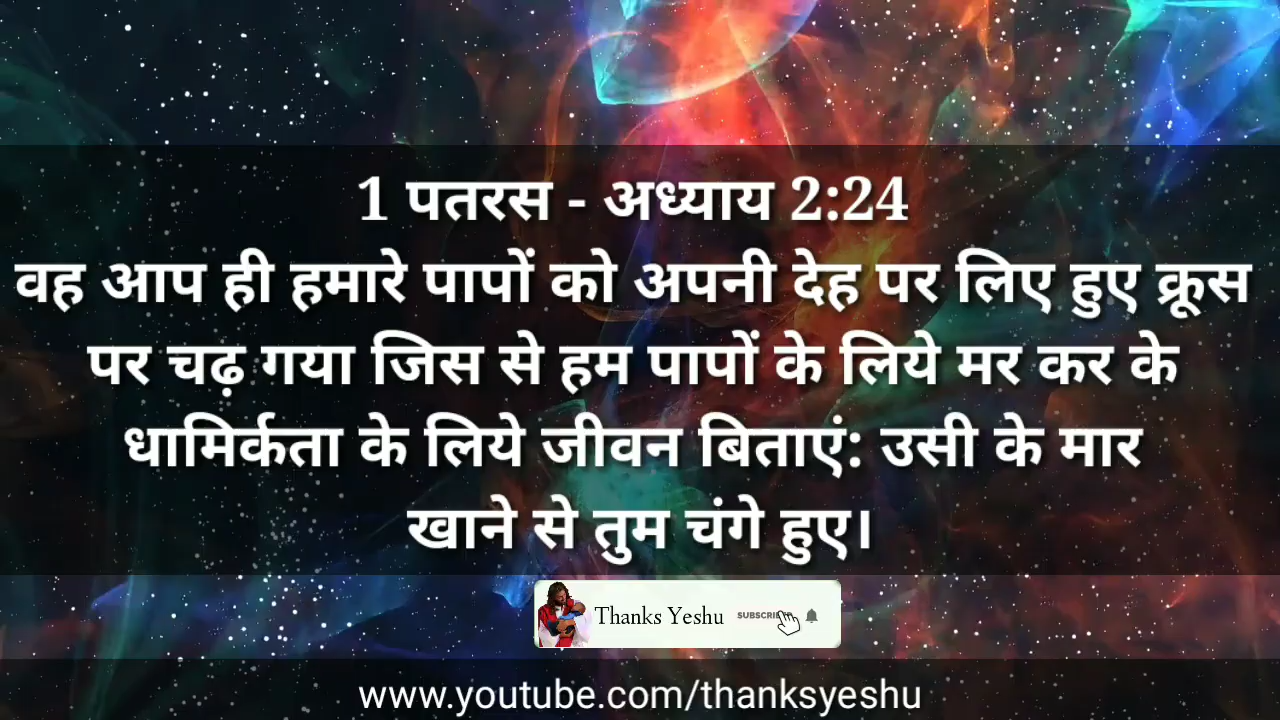 1 पतरस - अध्याय 2:24
वह आप ही हमारे पापों को अपनी देह पर लिए हुए क्रूस
पर चढ़ गया जिस से हम पापों के लिये मर कर के
धामिर्कता के लिये जीवन बिताएं: उसी के मार
खाने से तुम चंगे हुए।
Thanks Yeshu SUBSCRIBE
www.youtube.com/thanksyeshu